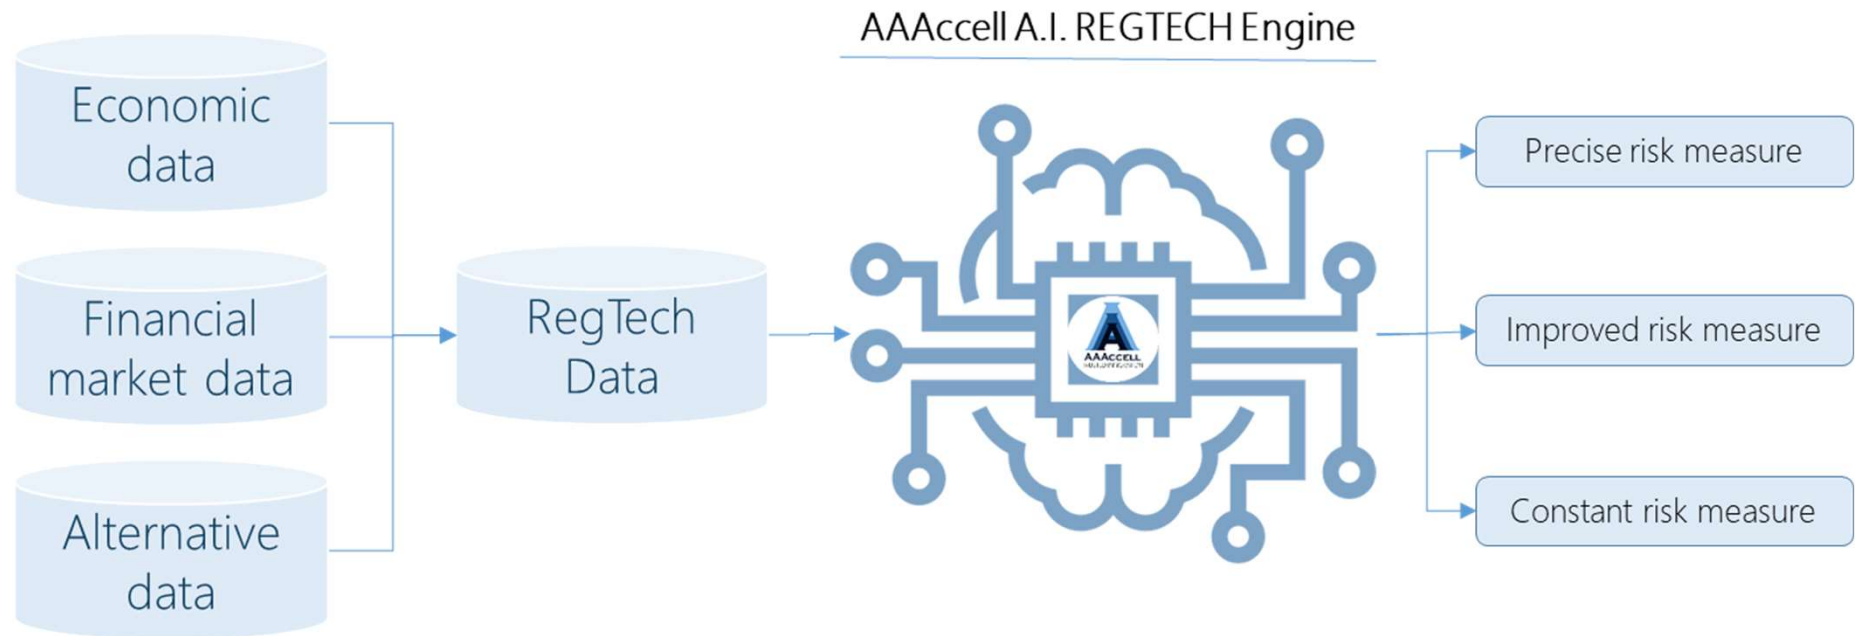 AAAccell A.I. REGTECH Engine
Economic
data
Financial
market data
Alternative
data
RegTech
Data
AAACCELL
Precise risk measure
Improved risk measure
Constant risk measure